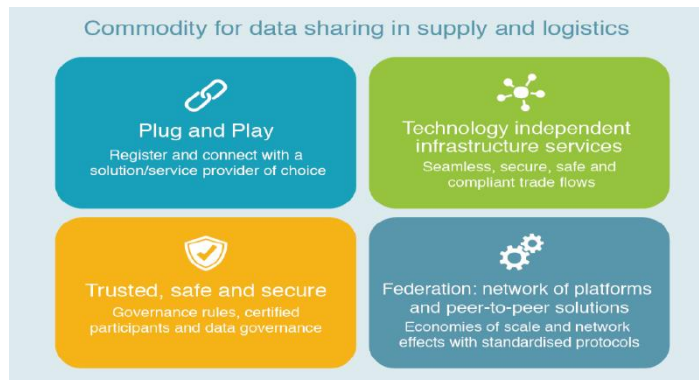 Commodity for data sharing in supply and logistics
Plug and Play
Register and connect with a
solution/service provider of choice
Technology independent
infrastructure services
Seamless, secure, safe and
compliant trade flows
Trusted, safe and secure
Governance rules, certified
participants and data governance
Federation: network of platforms
and peer-to-peer solutions
Economies of scale and network
effects with standardised protocols